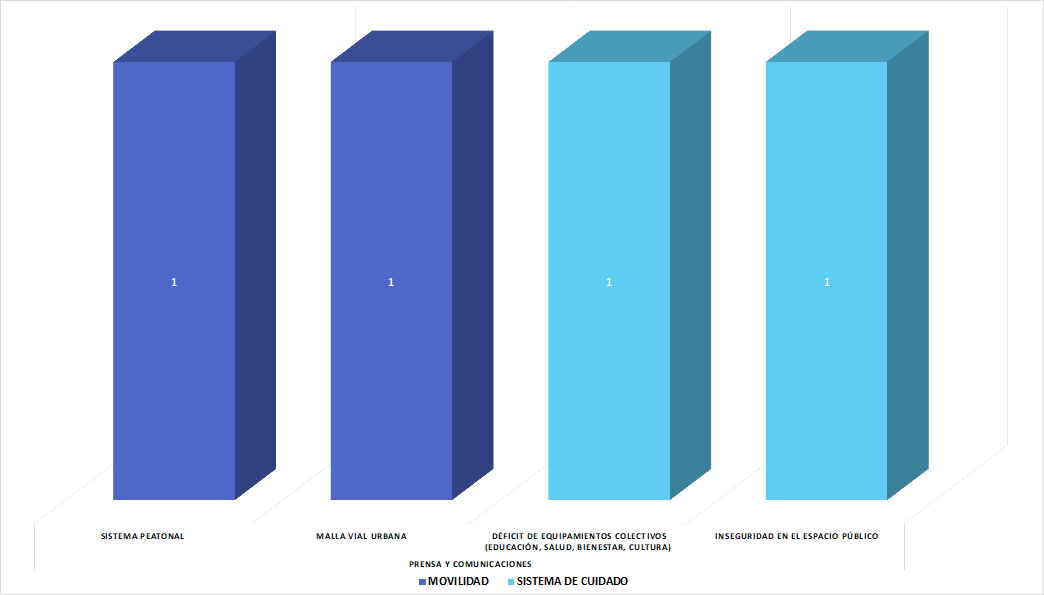 1
1
1
1
SISTEMA PEATONAL
MALLA VIAL URBANA
DÉFICIT DE EQUIPAMIENTOS COLECTIVOS
(EDUCACIÓN, SALUD, BIENESTAR, CULTURA)
INSEGURIDAD EN EL ESPACIO PÚBLICO
PRENSA Y COMUNICACIONES
MOVILIDAD
SISTEMA DE CUIDADO